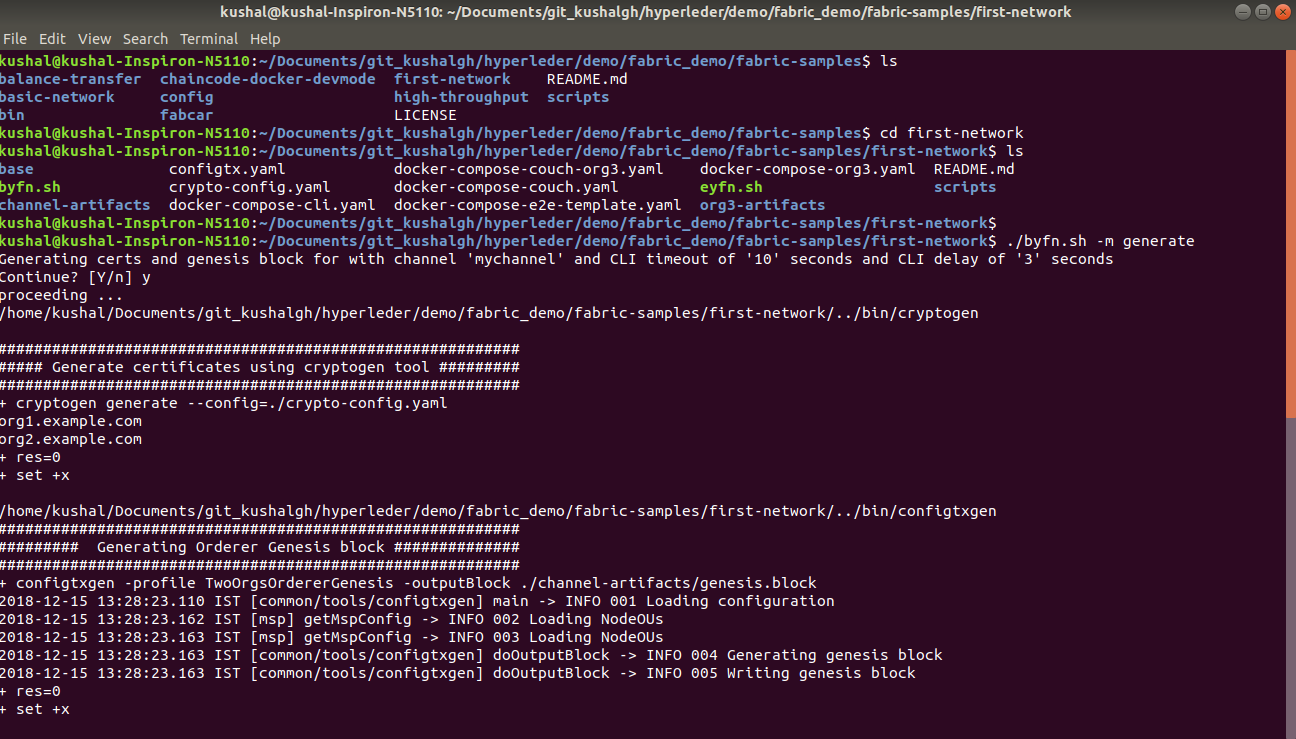 kushal@kushal-Inspiron-N5110: ~/Documents/git_kushalgh/hyperleder/demo/fabric_demo/fabric-samples/first-network
File Edit View Search Terminal Help
kushal@kushal-Inspiron-N5110:~/Documents/git_kushalgh/hyperleder/demo/fabric_demo/fabric-samples$ ls
balance-transfer chaincode-docker-devmode first-network README.md
basic-network config high-throughput scripts
bin fabcar LICENSE
kushal@kushal-Inspiron-N5110:~/Documents/git_kushalgh/hyperleder/demo/fabric_demo/fabric-samples$ cd first-network
kushal@kushal-Inspiron-N5110:~/Documents/git_kushalgh/hyperleder/demo/fabric_demo/fabric-samples/first-network$ ls
base configtx.yaml docker-compose-couch-org3.yaml docker-compose-org3.yaml README.md
byfn.sh crypto-config.yaml docker-compose-couch.yaml eyfn.sh scripts
channel-artifacts docker-compose-cli.yaml docker-compose-e2e-template.yaml org3-artifacts
kushal@kushal-Inspiron-N5110:~/Documents/git_kushalgh/hyperleder/demo/fabric_demo/fabric-samples/first-network$
kushal@kushal-Inspiron-N5110:~/Documents/git_kushalgh/hyperleder/demo/fabric_demo/fabric-samples/first-network$ ./byfn.sh -m generate
Generating certs and genesis block for with channel 'mychannel' and CLI timeout of '10' seconds and CLI delay of '3' seconds
Continue? [Y/n] y
proceeding ...
/home/kushal/Documents/git_kushalgh/hyperleder/demo/fabric_demo/fabric-samples/first-network/../bin/cryptogen
##########################################################
##### Generate certificates using cryptogen tool #########
##########################################################
+ cryptogen generate --config=./crypto-config.yaml
org1.example.com
org2.example.com
+ res=0
+ set +x
/home/kushal/Documents/git_kushalgh/hyperleder/demo/fabric_demo/fabric-samples/first-network/../bin/configtxgen
##########################################################
#########  Generating Orderer Genesis block ##############
##########################################################
+ configtxgen -profile TwoOrgsOrdererGenesis -outputBlock ./channel-artifacts/genesis.block
2018-12-15 13:28:23.110 IST [common/tools/configtxgen] main -> INFO 001 Loading configuration
2018-12-15 13:28:23.162 IST [msp] getMspConfig -> INFO 002 Loading NodeOUs
2018-12-15 13:28:23.163 IST [msp] getMspConfig -> INFO 003 Loading NodeOUs
2018-12-15 13:28:23.163 IST [common/tools/configtxgen] doOutputBlock -> INFO 004 Generating genesis block
2018-12-15 13:28:23.163 IST [common/tools/configtxgen] doOutputBlock -> INFO 005 Writing genesis block
+ res=0
+ set +x